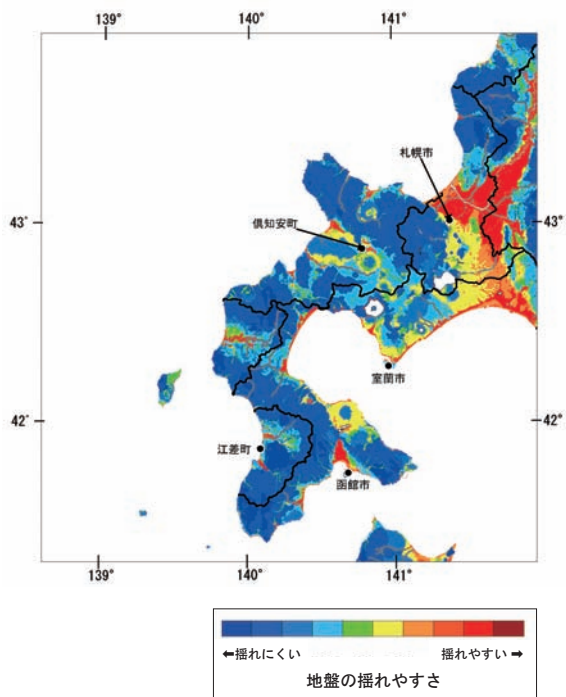 139°
140°
141°
札幌市
43°
43°
倶知安町
室蘭市
42°
42°
江差町
函館市
139°
140°
141°
←揺れにくい
揺れやすい→
地盤の揺れやすさ